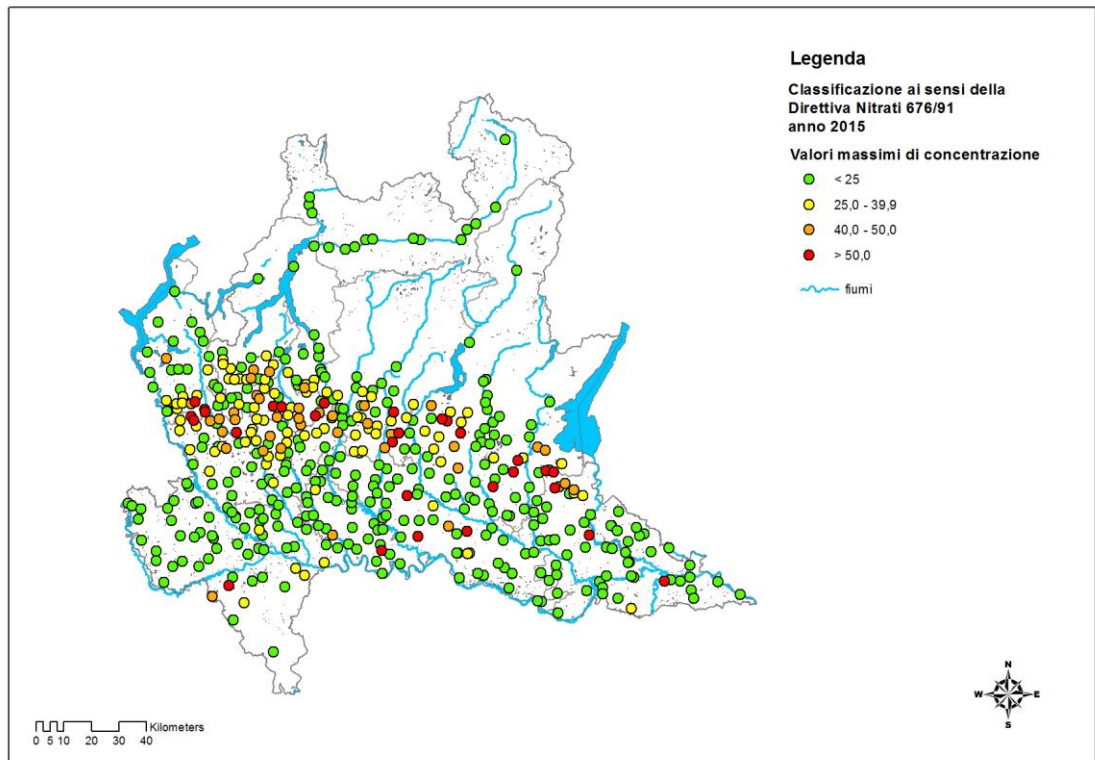 Legenda
Classificazione ai sensi della
Direttiva Nitrati 676/91
anno 2015
Valori massimi di concentrazione
< 25
25,0 - 39,9
40,0 - 50,0
> 50,0
fiumi
N
W E
S
Kilometers
0 5 10 20 30 40